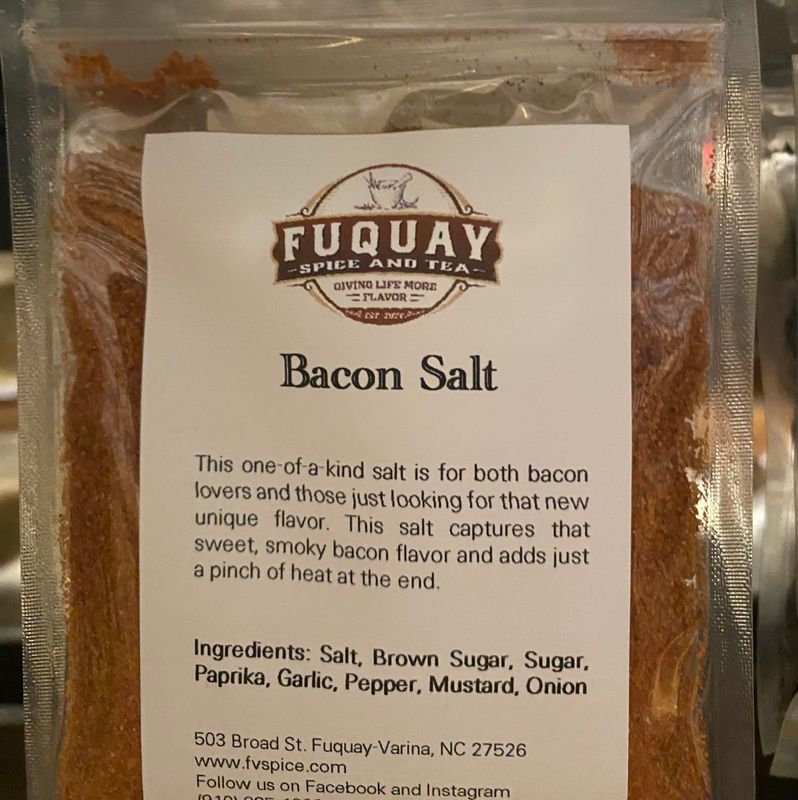 FUQUAY
-SPICE AND TEA-
GIVING LIFE MORE
FLAVOR
EST
Bacon Salt
This one-of-a-kind salt is for both bacon
lovers and those just looking for that new
unique flavor. This salt captures that
sweet, smoky bacon flavor and adds just
a pinch of heat at the end.
Ingredients: Salt, Brown Sugar, Sugar,
Paprika, Garlic, Pepper, Mustard, Onion
503 Broad St. Fuquay-Varina, NC 27526
www.fvspice.com
Follow us on Facebook and Instagram